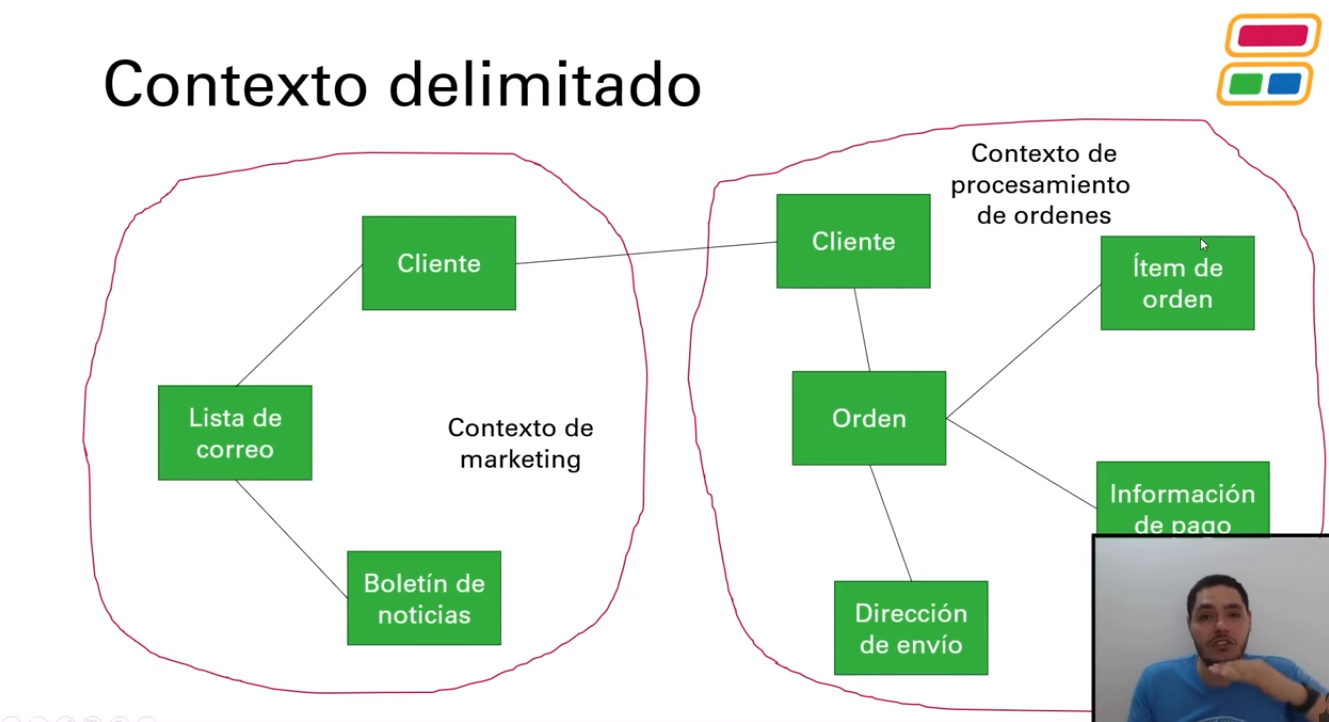 Contexto delimitado
Contexto de
procesamiento
de ordenes
Cliente
Cliente
Ítem de
orden
Lista de
correo
Contexto de
marketing
Orden
Información
de pago
Boletín de
noticias
Dirección
de envío